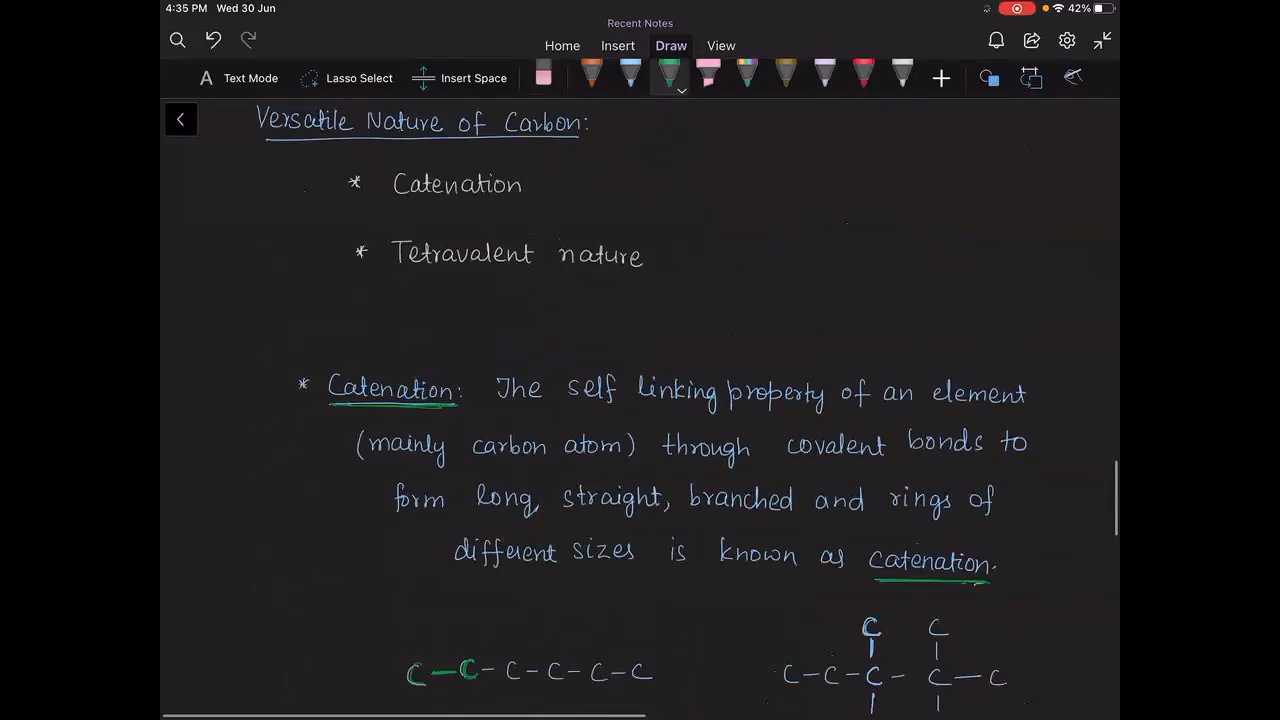 4:35 PM Wed 30 Jun
42%
Recent Notes
Home Insert Draw View
Text Mode Lasso Select Insert Space
Versatile Nature of Carbon:
* Catenation
* Tetravalent nature
* Catenation: The self linking property of an element
(mainly carbon atom) through covalent bonds to
form long, straight, branched and rings of
different sizes is known as catenation.
C C
C - C - C - C - C - C C - C - C - C - C